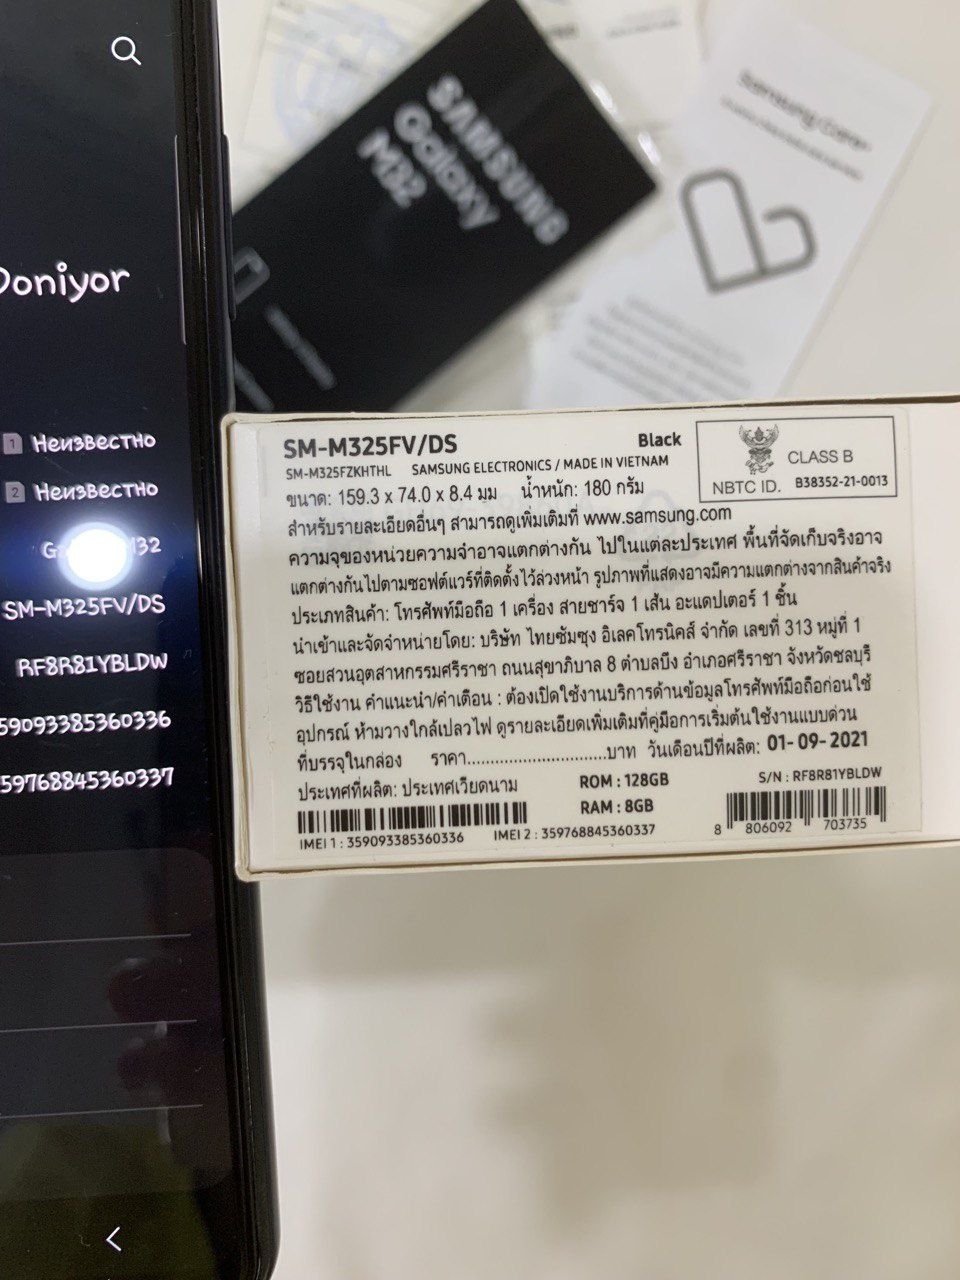 SAMSUNG
Galaxy
M32
Samsung Care+
Doniyor
1 Неизвестно
2 Неизвестно
M32
SM-M325FV/DS
RF8R81YBLDW
59093385360336
59768845360337
SM-M325FV/DS
Black
SM-M325FZKHTHL SAMSUNG ELECTRONICS / MADE IN VIETNAM
CLASS B
NBTC ID. B38352-21-0013
ขนาด: 159.3 x 74.0 x 8.4 มม น้ำหนัก: 180 กรัม
สำหรับรายละเอียดอื่นๆ สามารถดูเพิ่มเติมที่ www.samsung.com
ความจุของหน่วยความจำอาจแตกต่างกัน ไปในแต่ละประเทศ พื้นที่จัดเก็บจริงอาจ
แตกต่างกันไปตามซอฟต์แวร์ที่ติดตั้งไว้ล่วงหน้า รูปภาพที่แสดงอาจมีความแตกต่างจากสินค้าจริง
ประเภทสินค้า: โทรศัพท์มือถือ 1 เครื่อง สายชาร์จ 1 เส้น อะแดปเตอร์ 1 ชิ้น
นำเข้าและจัดจำหน่ายโดย: บริษัท ไทยซัมซุง อิเลคโทรนิคส์ จำกัด เลขที่ 313 หมู่ที่ 1
ซอยสวนอุตสาหกรรมศรีราชา ถนนสุขาภิบาล 8 ตำบลบึง อำเภอศรีราชา จังหวัดชลบุรี
วิธีใช้งาน คำแนะนำ/คำเตือน : ต้องเปิดใช้งานบริการด้านข้อมูลโทรศัพท์มือถือก่อนใช้
อุปกรณ์ ห้ามวางใกล้เปลวไฟ ดูรายละเอียดเพิ่มเติมที่คู่มือการเริ่มต้นใช้งานแบบด่วน
ที่บรรจุในกล่อง ราคา..............................บาท วันเดือนปีที่ผลิต: 01-09-2021
ประเทศที่ผลิต: ประเทศเวียดนาม
ROM : 128GB
RAM : 8GB
S/N : RF8R81YBLDW
IMEI 1 : 359093385360336 IMEI 2 : 359768845360337
8 806092 703735